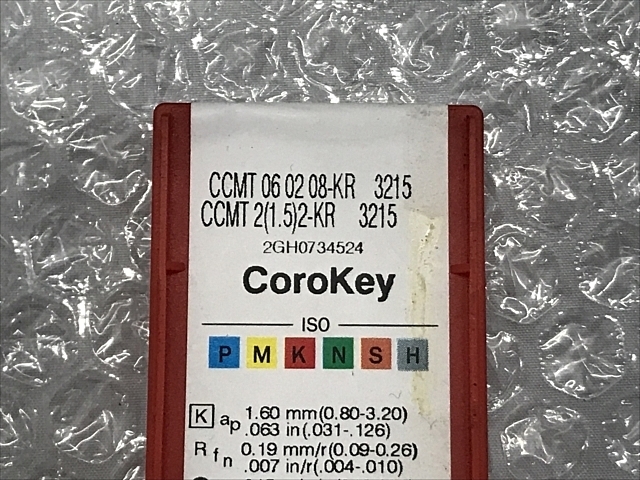 CCMT 06 02 08-KR 3215
CCMT 2(1.5)2-KR 3215
2GH0734524
CoroKey
ISO
P M K N S H
K ap 1.60 mm(0.80-3.20)
.063 in(.031-.126)
R fn 0.19 mm/r(0.09-0.26)
.007 in/r(.004-.010)